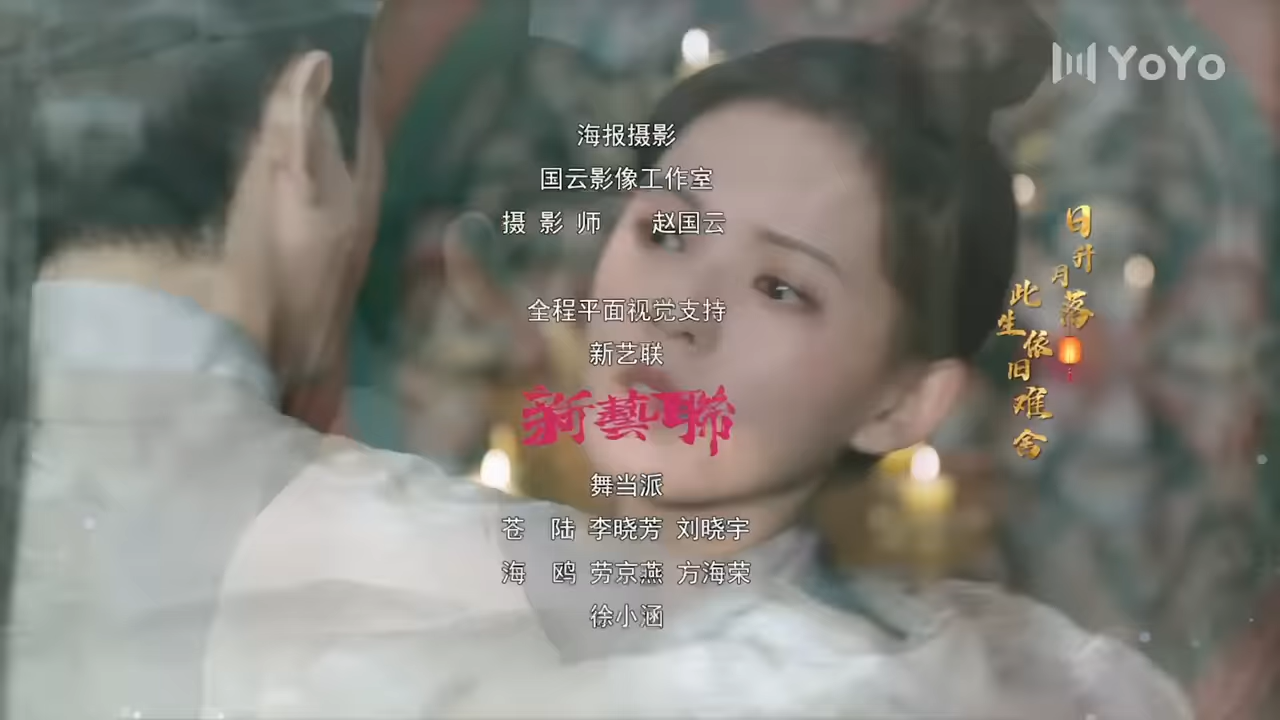 YoYo
海报摄影
国云影像工作室
摄 影 师 赵国云
全程平面视觉支持
新艺联
新藝聯
舞当派
苍 陆 李晓芳 刘晓宇
海 鸥 劳京燕 方海荣
徐小涵
日升月落
此生依旧难舍